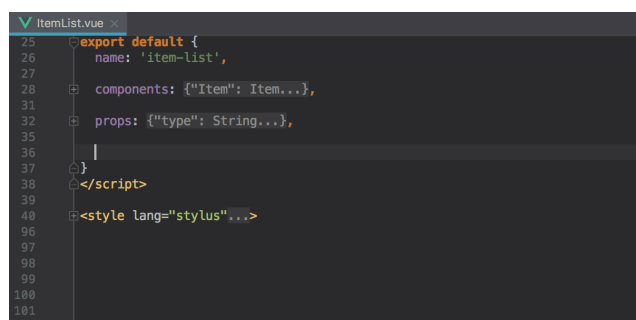 ItemList.vue ×
25 export default {
26 name: 'item-list',
27
28 components: {"Item": Item...},
31
32 props: {"type": String...},
35
36
37 }
38 </script>
39
40 <style lang="stylus"...>
96
97
98
99
100
101